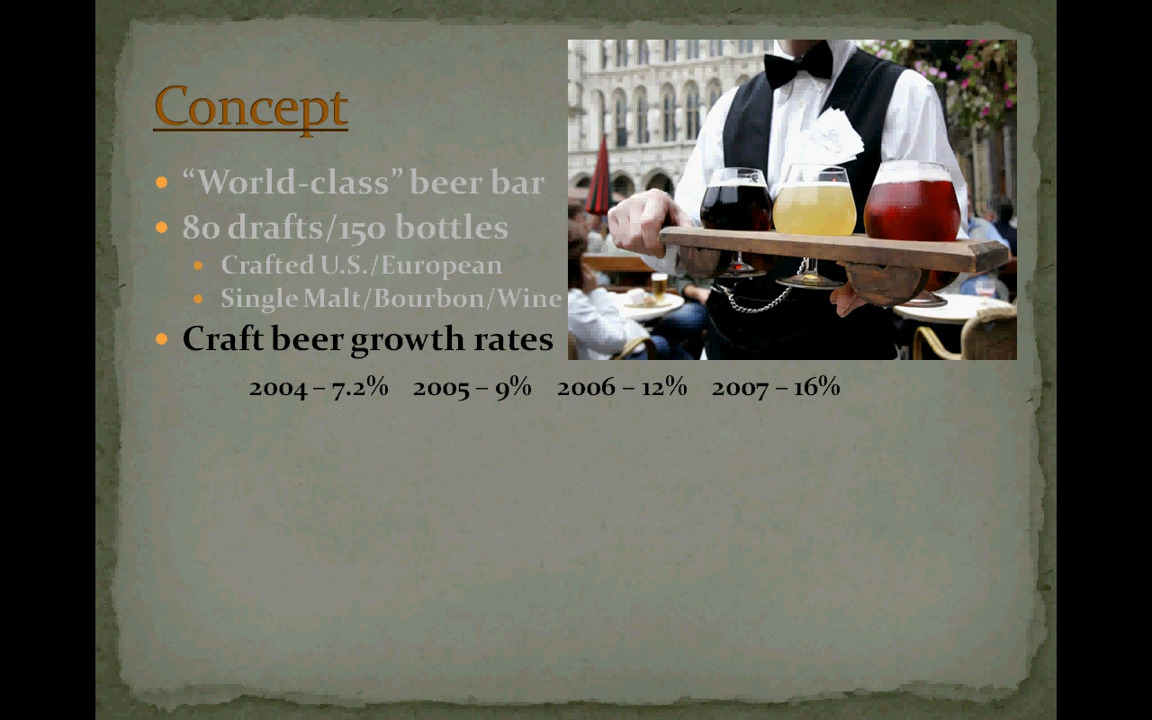 Concept
“World-class” beer bar
80 drafts/150 bottles
Crafted U.S./European
Single Malt/Bourbon/Wine
Craft beer growth rates
2004 – 7.2% 2005 – 9% 2006 – 12% 2007 – 16%